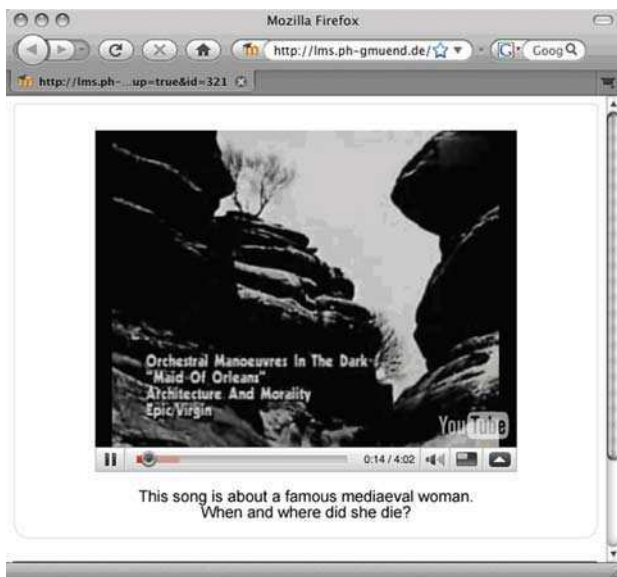 Mozilla Firefox
http://lms.ph-gmuend.de/
G
Goog
http://lms.ph-...up=true&id=321
Orchestral Manoeuvres In The Dark
"Maid Of Orleans"
Architecture And Morality
Epic/Virgin
YouTube
0:14 / 4:02
This song is about a famous mediaeval woman.
When and where did she die?